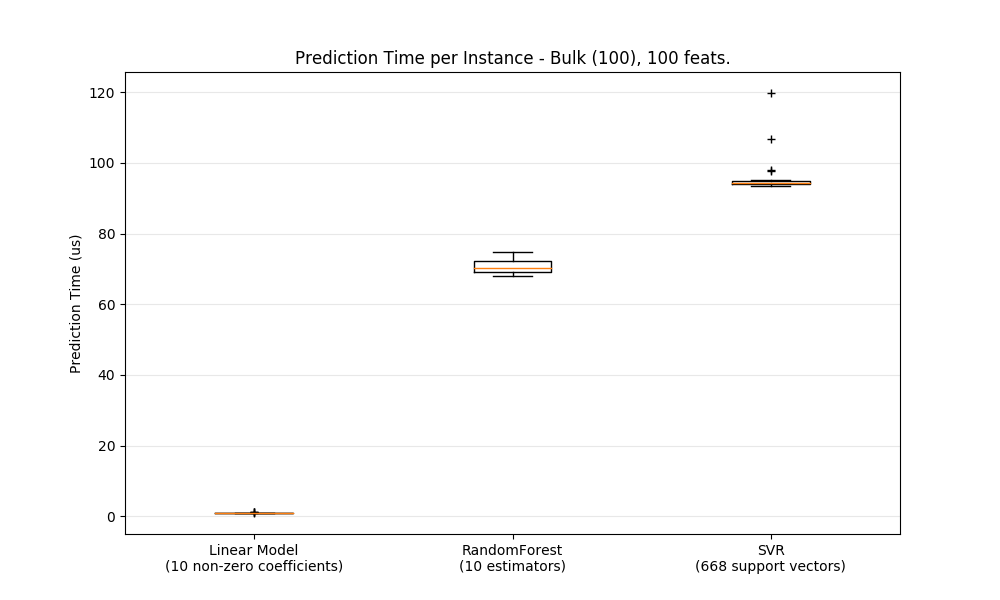 Prediction Time per Instance - Bulk (100), 100 feats.
120
100
80
60
40
20
0
Prediction Time (us)
Linear Model
(10 non-zero coefficients)
RandomForest
(10 estimators)
SVR
(668 support vectors)